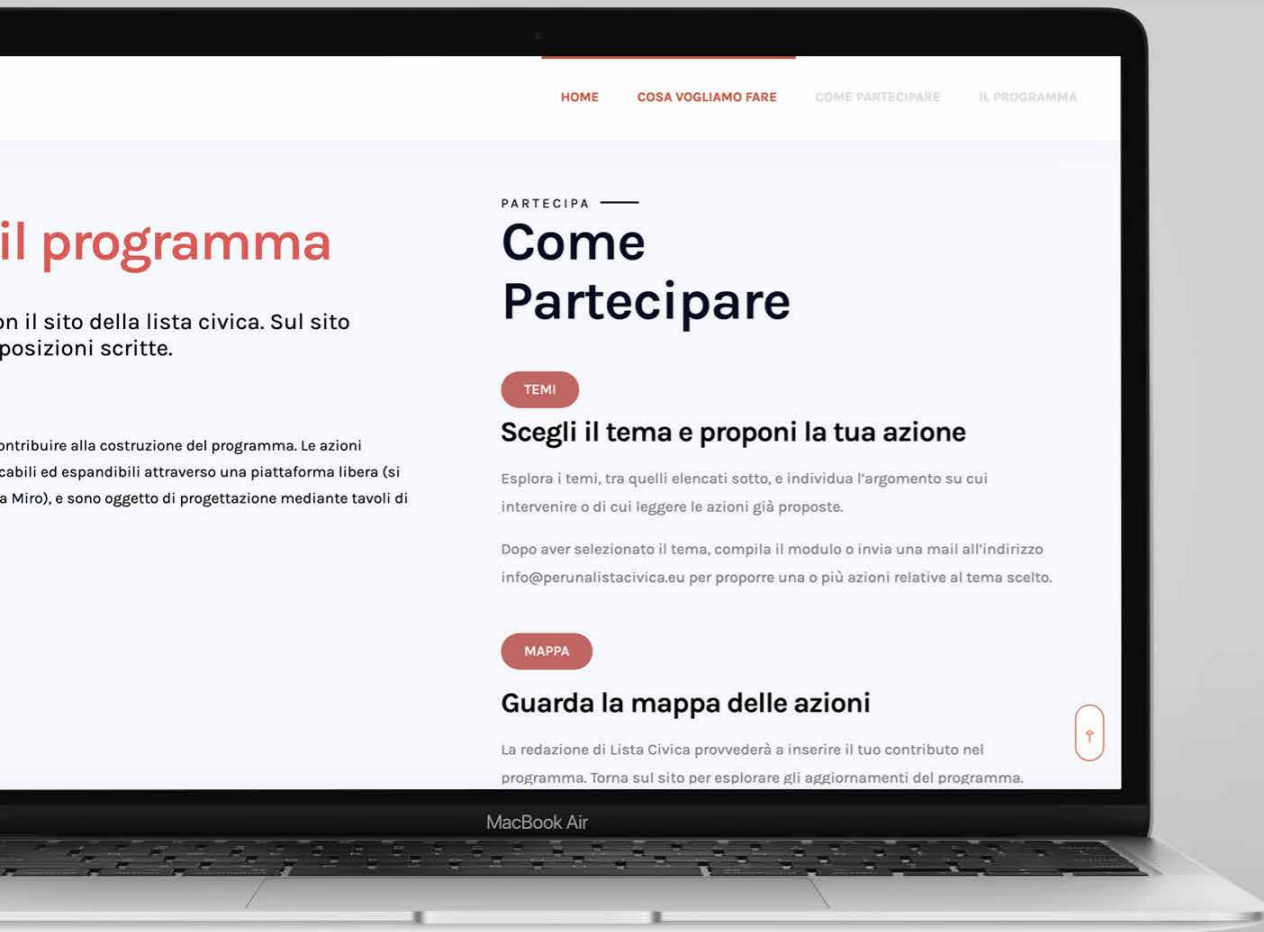 HOME COSA VOGLIAMO FARE COME PARTECIPARE IL PROGRAMMA
il programma
on il sito della lista civica. Sul sito
posizioni scritte.
ontribuire alla costruzione del programma. Le azioni
cabili ed espandibili attraverso una piattaforma libera (si
a Miro), e sono oggetto di progettazione mediante tavoli di
PARTECIPA
Come
Partecipare
TEMI
Scegli il tema e proponi la tua azione
Esplora i temi, tra quelli elencati sotto, e individua l'argomento su cui
intervenire o di cui leggere le azioni già proposte.
Dopo aver selezionato il tema, compila il modulo o invia una mail all'indirizzo
info@perunalistacivica.eu per proporre una o più azioni relative al tema scelto.
MAPPA
Guarda la mappa delle azioni
La redazione di Lista Civica provvederà a inserire il tuo contributo nel
programma. Torna sul sito per esplorare gli aggiornamenti del programma.
MacBook Air